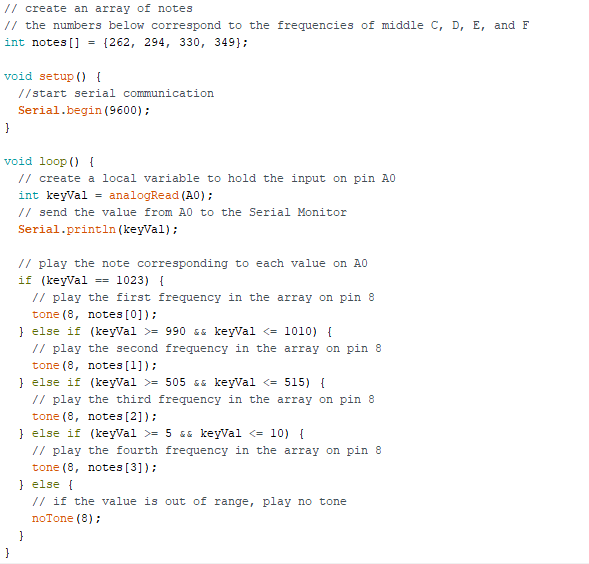 // create an array of notes
// the numbers below correspond to the frequencies of middle C, D, E, and F
int notes[] = {262, 294, 330, 349};

void setup() {
  //start serial communication
  Serial.begin(9600);
}

void loop() {
  // create a local variable to hold the input on pin A0
  int keyVal = analogRead(A0);
  // send the value from A0 to the Serial Monitor
  Serial.println(keyVal);

  // play the note corresponding to each value on A0
  if (keyVal == 1023) {
    // play the first frequency in the array on pin 8
    tone(8, notes[0]);
  } else if (keyVal >= 990 && keyVal <= 1010) {
    // play the second frequency in the array on pin 8
    tone(8, notes[1]);
  } else if (keyVal >= 505 && keyVal <= 515) {
    // play the third frequency in the array on pin 8
    tone(8, notes[2]);
  } else if (keyVal >= 5 && keyVal <= 10) {
    // play the fourth frequency in the array on pin 8
    tone(8, notes[3]);
  } else {
    // if the value is out of range, play no tone
    noTone(8);
  }
}